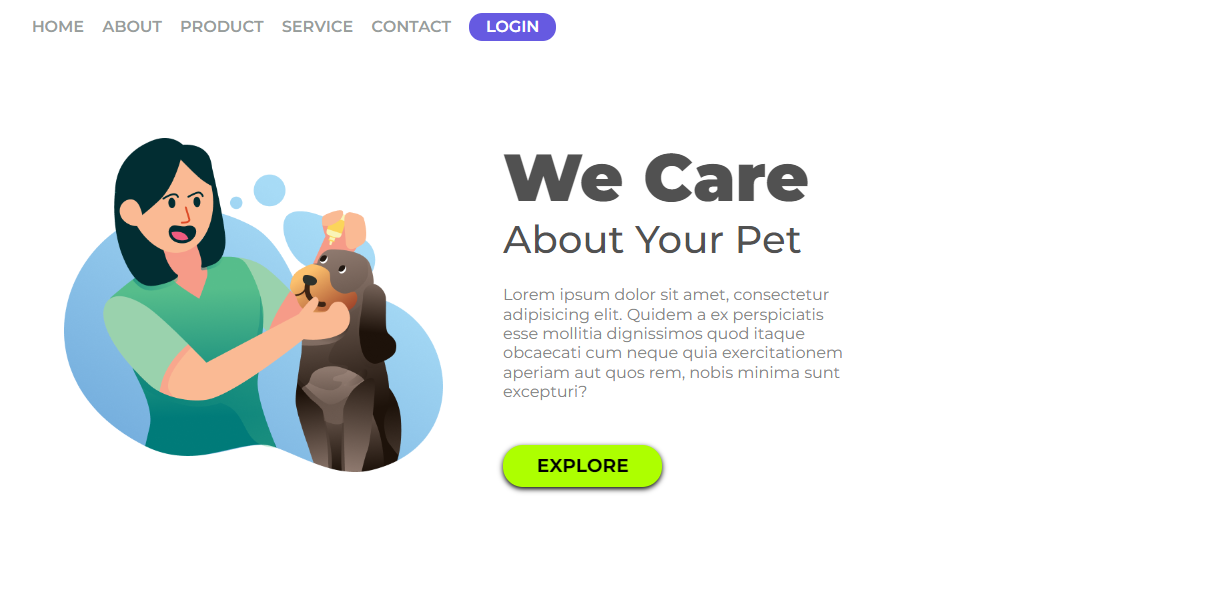 HOME ABOUT PRODUCT SERVICE CONTACT LOGIN
We Care
About Your Pet
Lorem ipsum dolor sit amet, consectetur
adipisicing elit. Quidem a ex perspiciatis
esse mollitia dignissimos quod itaque
obcaecati cum neque quia exercitationem
aperiam aut quos rem, nobis minima sunt
excepturi?
EXPLORE